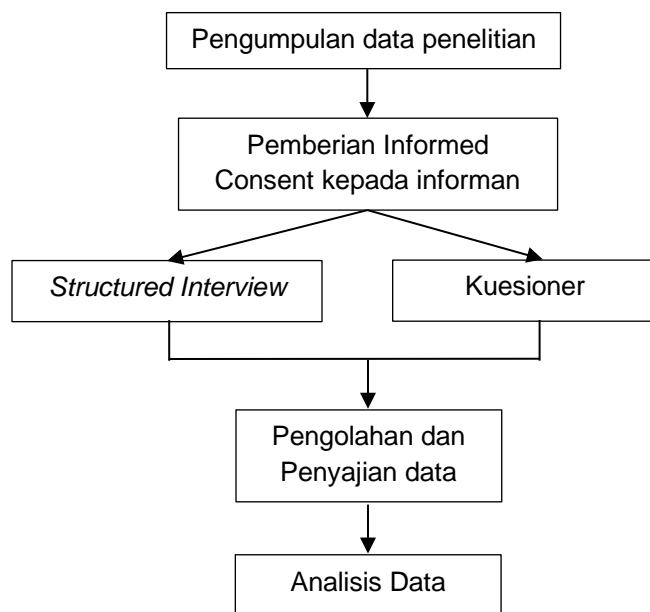 Pengumpulan data penelitian
Pemberian Informed
Consent kepada informan
Structured Interview
Kuesioner
Pengolahan dan
Penyajian data
Analisis Data